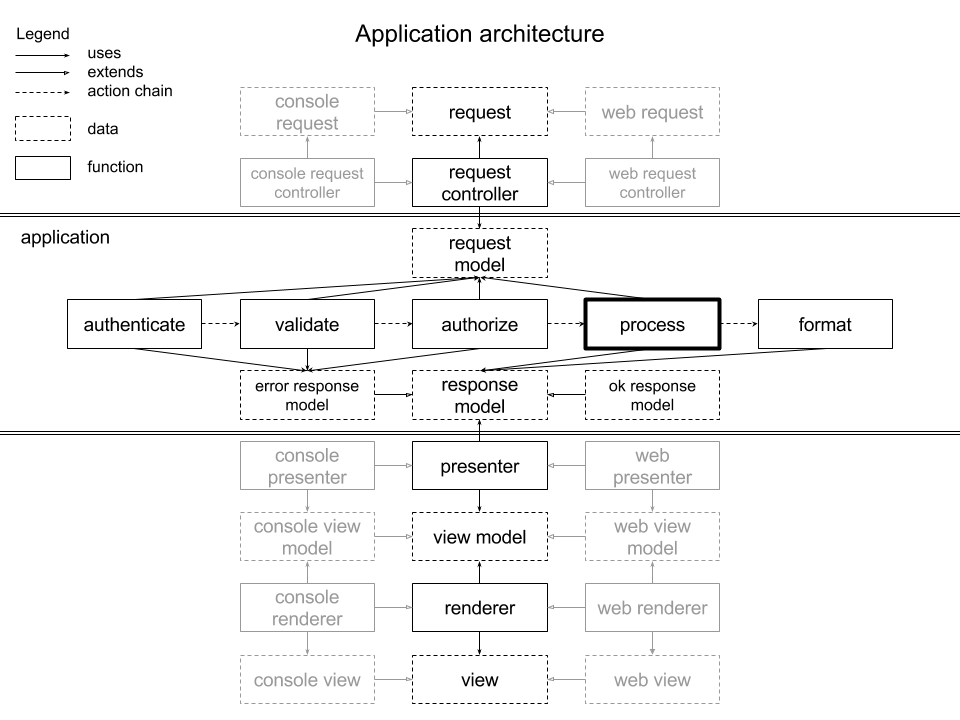 Application architecture
Legend
uses
extends
action chain
data
function
console
request
request
web request
console request
controller
request
controller
web request
controller
application
request
model
authenticate
validate
authorize
process
format
error response
model
response
model
ok response
model
console
presenter
presenter
web
presenter
console view
model
view model
web view
model
console
renderer
renderer
web renderer
console view
view
web view